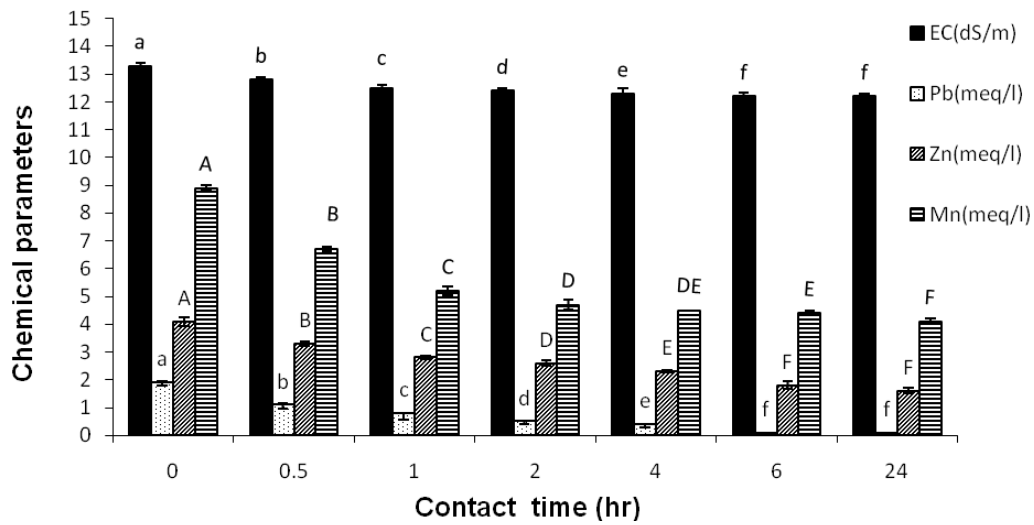 Chemical parameters
15
14
13
12
11
10
9
8
7
6
5
4
3
2
1
0
a
b
c
d
e
f
f
A
B
C
D
DE
E
F
A
B
C
D
E
F
F
a
b
c
d
e
f
f
0
0.5
1
2
4
6
24
Contact time (hr)
EC(dS/m)
Pb(meq/l)
Zn(meq/l)
Mn(meq/l)